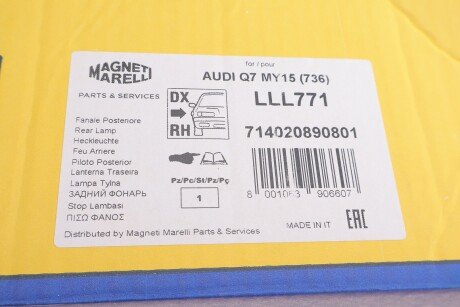 MAGNETI
MARELLI
PARTS & SERVICES
for / pour
AUDI Q7 MY15 (736)
DX
RH
LLL771
714020890801
Fanale Posteriore
Rear Lamp
Heckleuchte
Feu Arriere
Piloto Posterior
Lanterna Traseira
Lampa Tylna
ЗАДНИЙ ФОНАРЬ
Stop Lambasi
ΠΙΣΩ ΦΑΝΟΣ
Pz/Pc/St/Pz/Pç
1
8 001063 906607
MADE IN IT
EAC
Distributed by Magneti Marelli Parts & Services